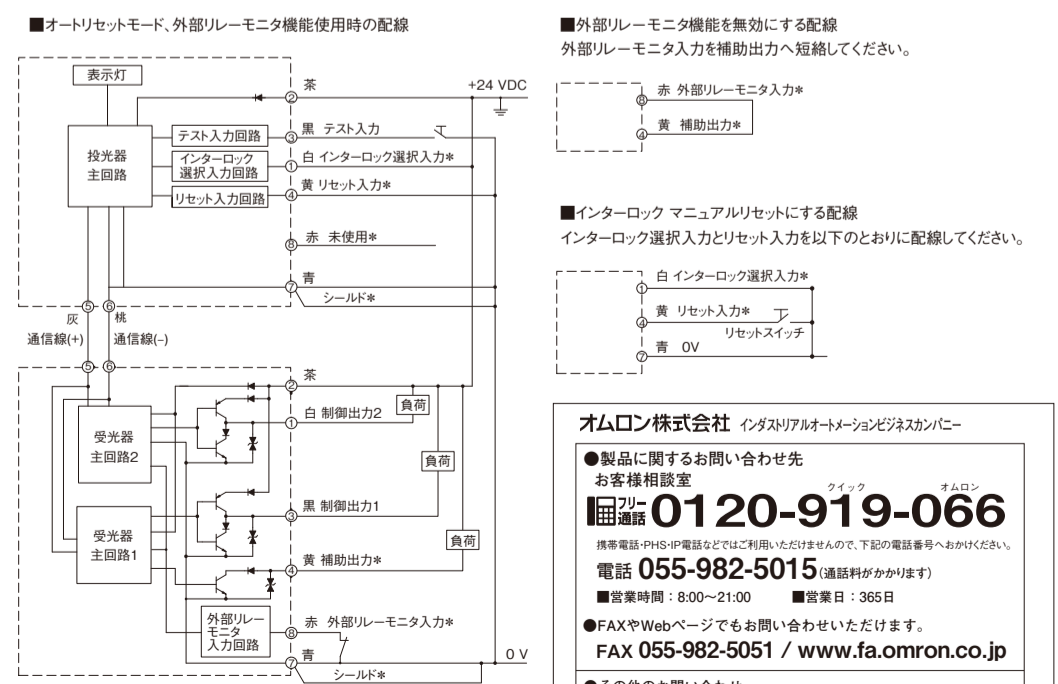 ■オートリセットモード、外部リレーモニタ機能使用時の配線
表示灯
茶
+24 VDC
②
投光器
主回路
テスト入力回路
③
黒 テスト入力
インターロック
選択入力回路
①
白 インターロック選択入力*
リセット入力回路
④
黄 リセット入力*
⑧
赤 未使用*
⑦
青
シールド*
⑤
⑥
灰
桃
通信線(+)
通信線(–)
⑤
⑥
茶
②
負荷
白 制御出力2
①
受光器
主回路2
負荷
黒 制御出力1
③
受光器
主回路1
負荷
黄 補助出力*
④
外部リレー
モニタ
入力回路
⑧
赤 外部リレーモニタ入力*
⑦
青
0 V
シールド*
■外部リレーモニタ機能を無効にする配線
外部リレーモニタ入力を補助出力へ短絡してください。
⑧
赤 外部リレーモニタ入力*
④
黄 補助出力*
■インターロック マニュアルリセットにする配線
インターロック選択入力とリセット入力を以下のとおりに配線してください。
①
白 インターロック選択入力*
④
黄 リセット入力*
リセットスイッチ
⑦
青 0V
オムロン株式会社 インダストリアルオートメーションビジネスカンパニー
●製品に関するお問い合わせ先
お客様相談室
クイック オムロン
フリー通話 0120-919-066
携帯電話・PHS・IP電話などではご利用いただけませんので、下記の電話番号へおかけください。
電話 055-982-5015(通話料がかかります)
■営業時間:8:00~21:00 ■営業日:365日
●FAXやWebページでもお問い合わせいただけます。
FAX 055-982-5051 / www.fa.omron.co.jp